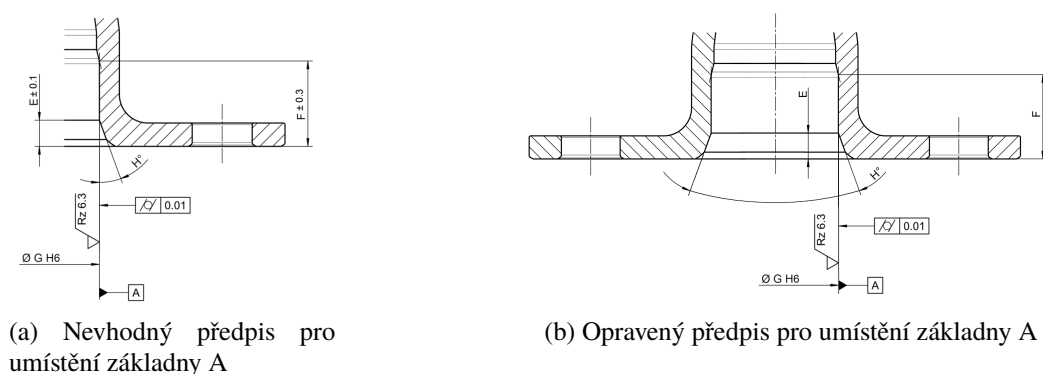 E ± 0.1
F ± 0.3
H°
Rz 6.3
0.01
Ø G H6
A
E
F
H°
Rz 6.3
0.01
Ø G H6
A
(a) Nevhodný předpis pro
umístění základny A
(b) Opravený předpis pro umístění základny A